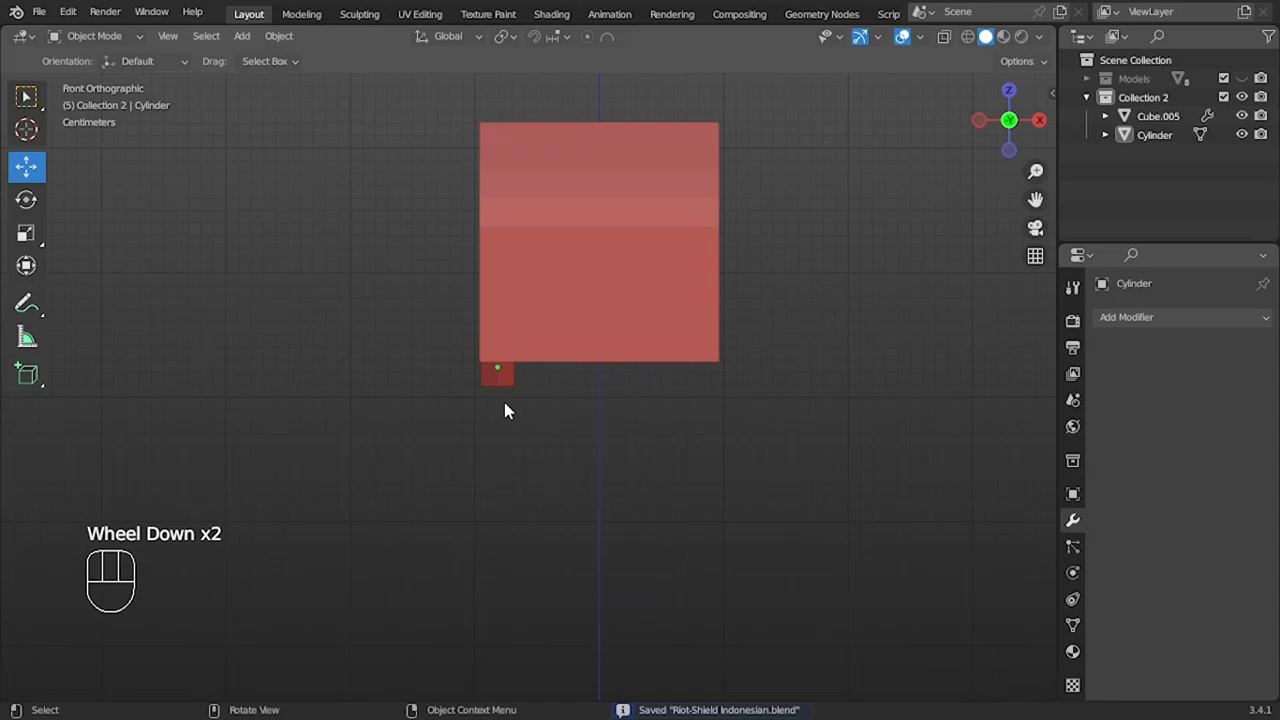 File Edit Render Window Help Layout Modeling Sculpting UV Editing Texture Paint Shading Animation Rendering Compositing Geometry Nodes Scrip Scene ViewLayer
Object Mode View Select Add Object Global
Orientation: Default Drag: Select Box Options
Front Orthographic
(5) Collection 2 | Cylinder
Centimeters
Z
-Y
X
Scene Collection
Models 8
Collection 2
Cube.005
Cylinder
Cylinder
Add Modifier
Wheel Down x2
Select Rotate View Object Context Menu Saved "Riot-Shield Indonesian.blend" 3.4.1